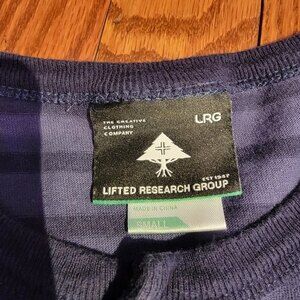 THE CREATIVE
CLOTHING
COMPANY
LRG
EST 1947
LIFTED RESEARCH GROUP
MADE IN CHINA
SMALL